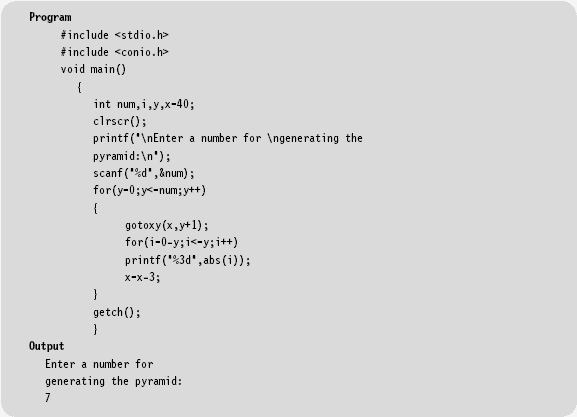 Program
#include <stdio.h>
#include <conio.h>
void main()
{
int num,i,y,x=40;
clrscr();
printf("\nEnter a number for \ngenerating the
pyramid:\n");
scanf("%d",&num);
for(y=0;y<=num;y++)
{
gotoxy(x,y+1);
for(i=0-y;i<=y;i++)
printf("%3d",abs(i));
x=x-3;
}
getch();
}
Output
Enter a number for
generating the pyramid:
7